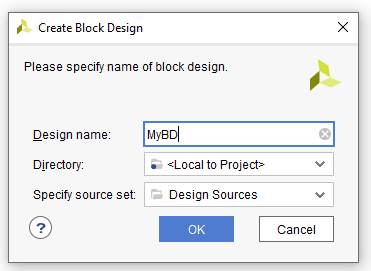 Create Block Design
Please specify name of block design.
Design name: MyBD
Directory: <Local to Project>
Specify source set: Design Sources
? OK Cancel